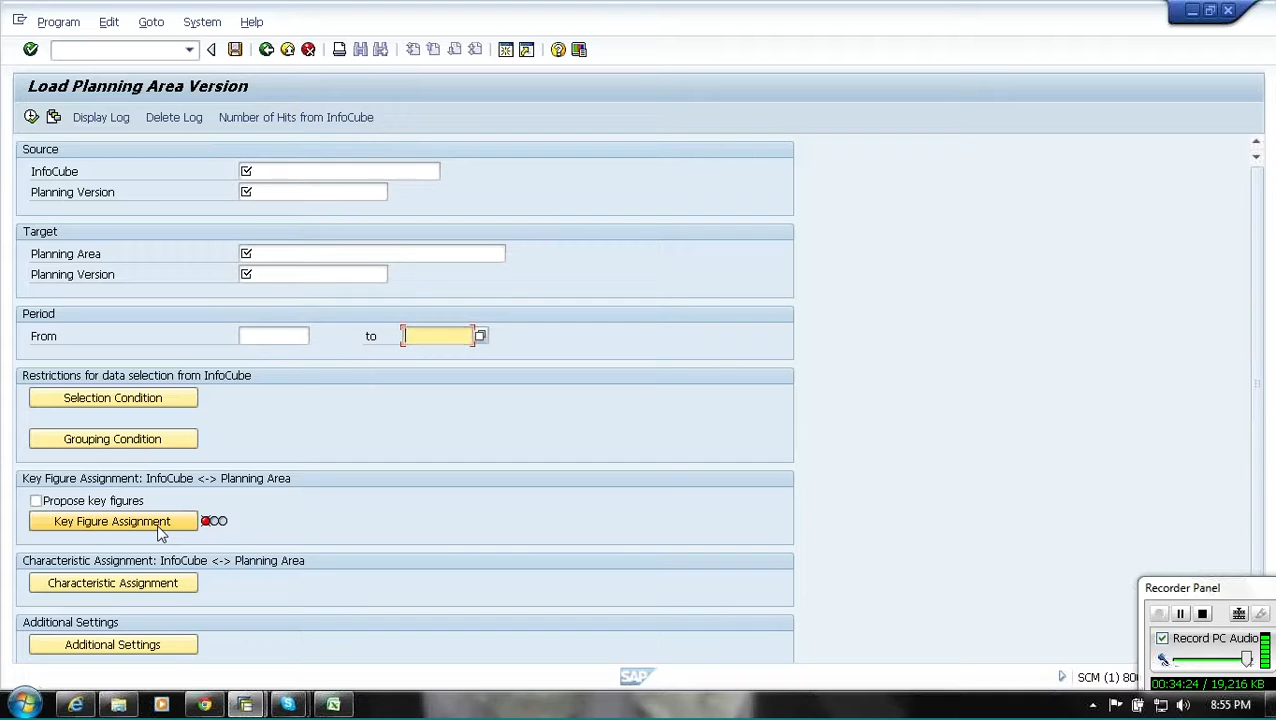 Program Edit Goto System Help
Load Planning Area Version
Display Log Delete Log Number of Hits from InfoCube
Source
InfoCube
Planning Version
Target
Planning Area
Planning Version
Period
From to
Restrictions for data selection from InfoCube
Selection Condition
Grouping Condition
Key Figure Assignment: InfoCube <-> Planning Area
Propose key figures
Key Figure Assignment
Characteristic Assignment: InfoCube <-> Planning Area
Characteristic Assignment
Additional Settings
Additional Settings
Recorder Panel
Record PC Audio
00:34:24 / 19,216 KB
SAP
SCM (1) 80
8:55 PM